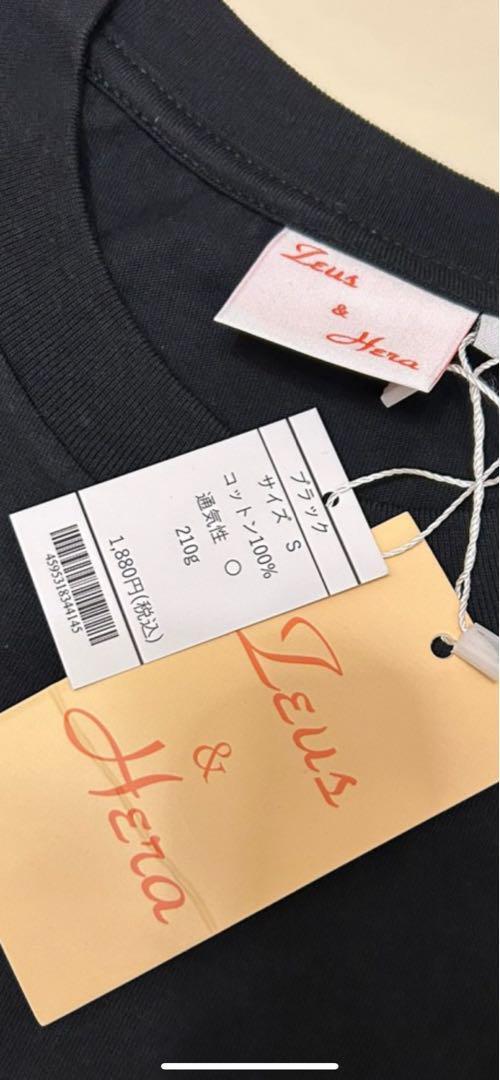 Zeus
&
Hera
ブラック
サイズ S
コットン100%
通気性 ○
210g
1,880円(税込)
4595318344145
Zeus
&
Hera